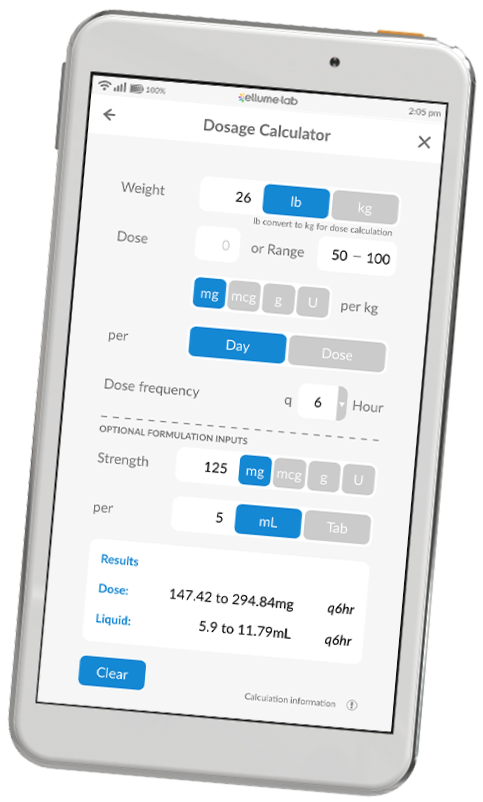 100% ellume·lab 2:05 pm
Dosage Calculator
Weight 26 lb kg
lb convert to kg for dose calculation
Dose 0 or Range 50 – 100
mg mcg g U per kg
per Day Dose
Dose frequency q 6 Hour
OPTIONAL FORMULATION INPUTS
Strength 125 mg mcg g U
per 5 mL Tab
Results
Dose: 147.42 to 294.84mg q6hr
Liquid: 5.9 to 11.79mL q6hr
Clear
Calculation information